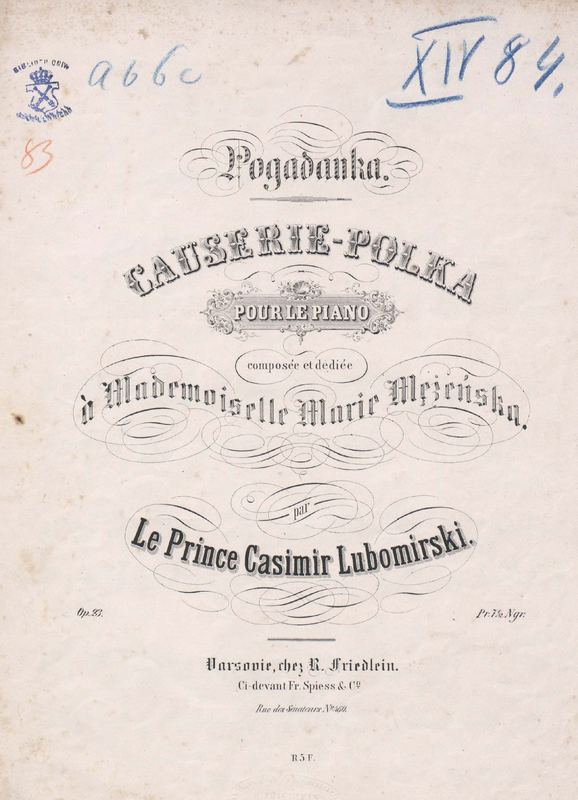 abbc
XIV 84.
83
Pogadanka.
CAUSERIE-POLKA
POUR LE PIANO
composée et dédiée
à Mademoiselle Marie Mężeńska.
par
Le Prince Casimir Lubomirski.
Op. 93.
Pr. 7½ Ngr.
Varsovie, chez R. Friedlein.
Ci-devant Fr. Spiess & Cº
Rue des Sénateurs Nº 460.
R 5 F.